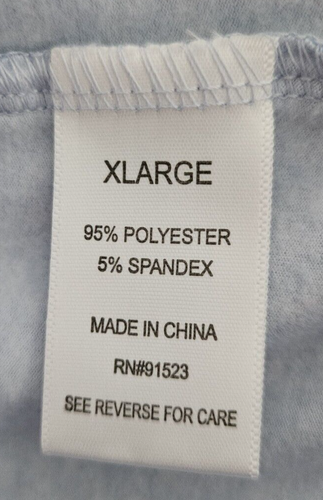 XLARGE
95% POLYESTER
5% SPANDEX
MADE IN CHINA
RN#91523
SEE REVERSE FOR CARE